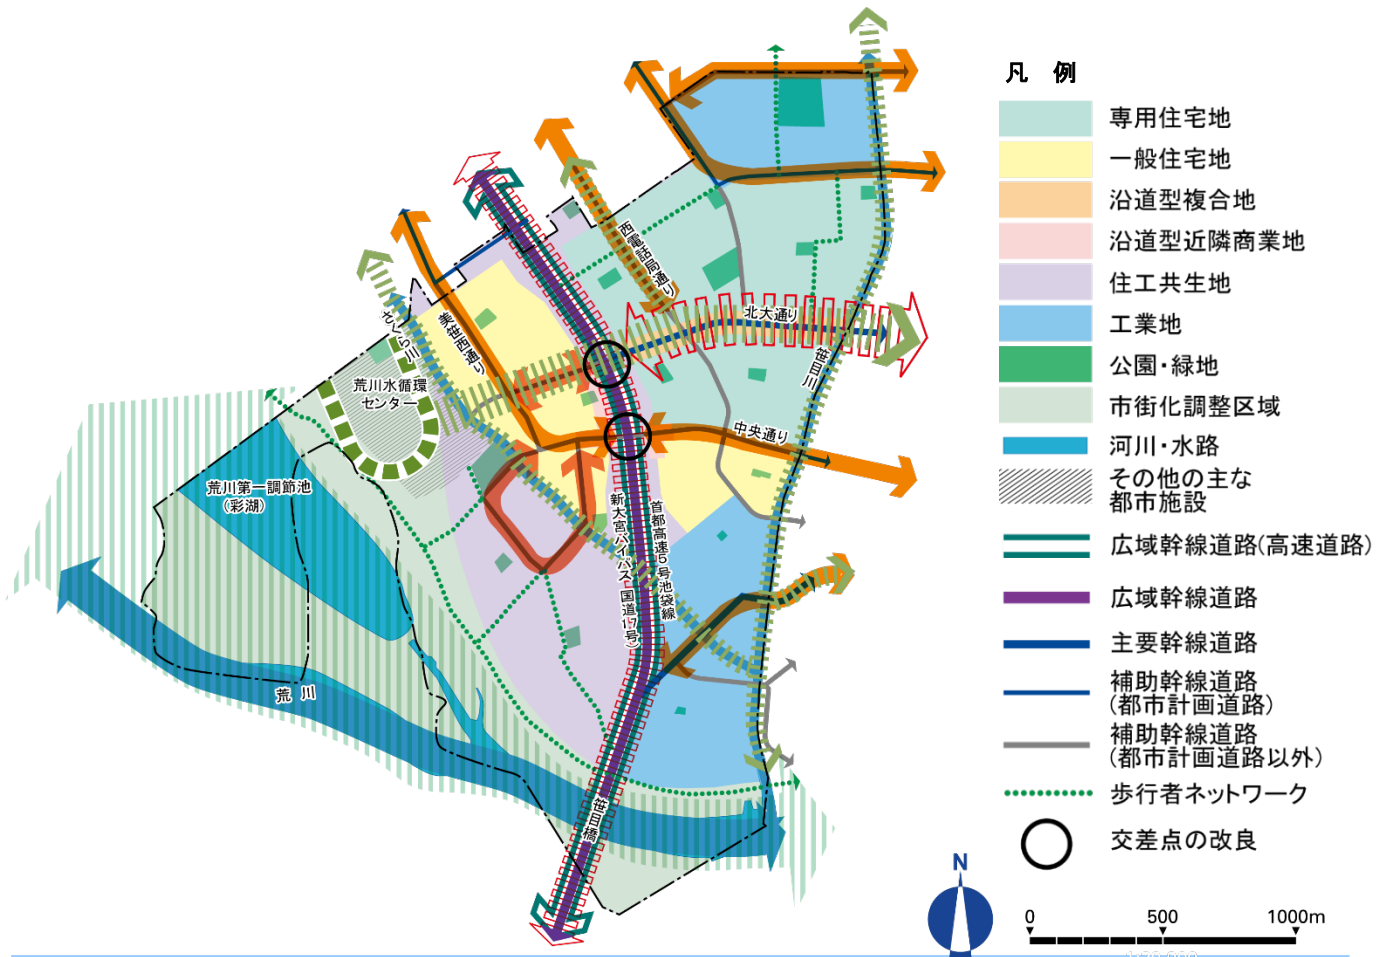 凡 例
専用住宅地
一般住宅地
沿道型複合地
沿道型近隣商業地
住工共生地
工業地
公園・緑地
市街化調整区域
河川・水路
その他の主な
都市施設
広域幹線道路(高速道路)
広域幹線道路
主要幹線道路
補助幹線道路
(都市計画道路)
補助幹線道路
(都市計画道路以外)
歩行者ネットワーク
交差点の改良
西電話局通り
北大通り
美笹西通り
さくら川
笹目川
荒川水循環
センター
中央通り
荒川第一調節池
(彩湖)
首都高速5号池袋線
新大宮バイパス
国道17号)
荒 川
笹目橋
N
0 500 1000m